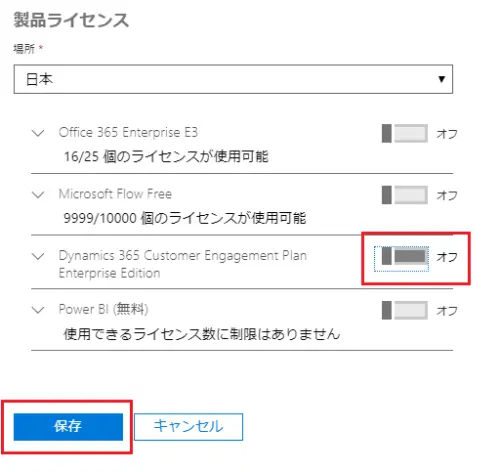 製品ライセンス
場所 *
日本
Office 365 Enterprise E3
オフ
16/25 個のライセンスが使用可能
Microsoft Flow Free
オフ
9999/10000 個のライセンスが使用可能
Dynamics 365 Customer Engagement Plan
オフ
Enterprise Edition
Power BI (無料)
オフ
使用できるライセンス数に制限はありません
保存
キャンセル